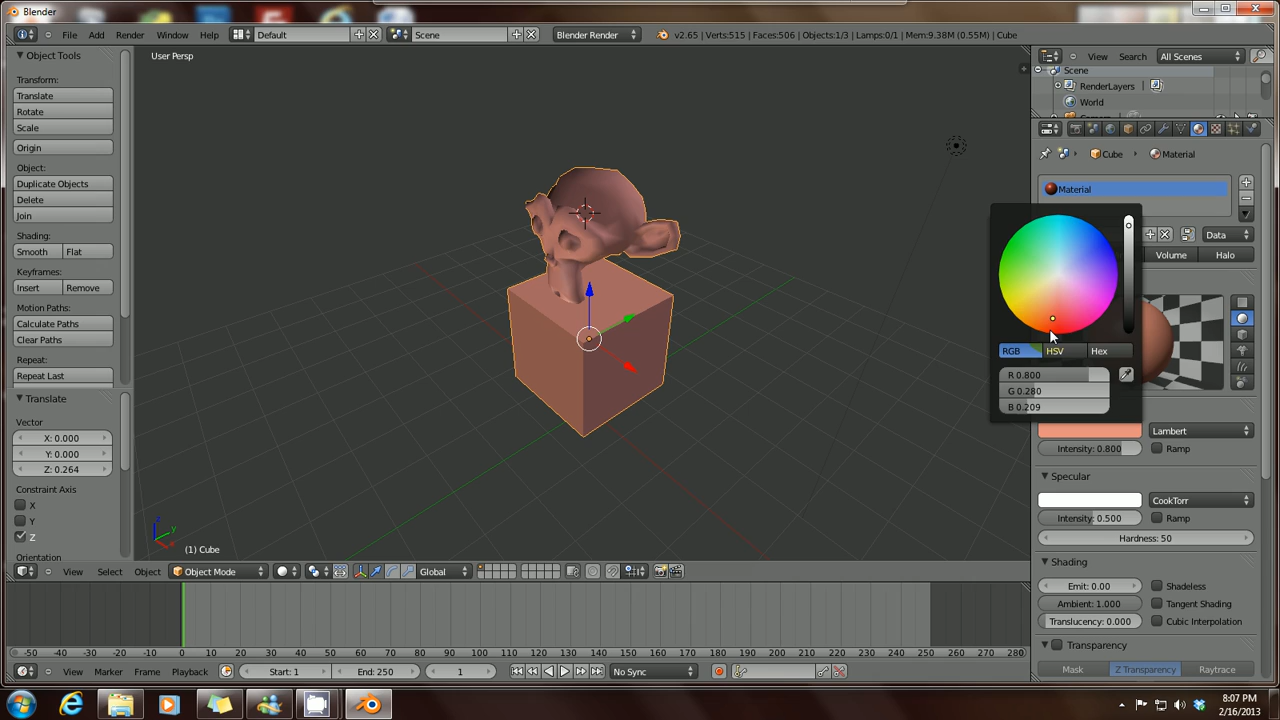 Blender
File Add Render Window Help Default Scene Blender Render v2.65 | Verts:515 | Faces:506 | Objects:1/3 | Lamps:0/1 | Mem:9.38M (0.55M) | Cube
Object Tools
Transform:
Translate
Rotate
Scale
Origin
Object:
Duplicate Objects
Delete
Join
Shading:
Smooth Flat
Keyframes:
Insert Remove
Motion Paths:
Calculate Paths
Clear Paths
Repeat:
Repeat Last
Translate
Vector
X: 0.000
Y: 0.000
Z: 0.264
Constraint Axis
X
Y
Z
Orientation
User Persp
z
y
x
(1) Cube
View Select Object Object Mode Global
-50 -40 -30 -20 -10 0 10 20 30 40 50 60 70 80 90 100 110 120 130 140 150 160 170 180 190 200 210 220 230 240 250 260 270 280
View Marker Frame Playback Start: 1 End: 250 1 No Sync
View Search All Scenes
Scene
RenderLayers
World
Cube Material
Material
Data
Volume Halo
RGB HSV Hex
R 0.800
G 0.280
B 0.209
Lambert
Intensity: 0.800 Ramp
Specular
CookTorr
Intensity: 0.500 Ramp
Hardness: 50
Shading
Emit: 0.00 Shadeless
Ambient: 1.000 Tangent Shading
Translucency: 0.000 Cubic Interpolation
Transparency
Mask Z Transparency Raytrace
8:07 PM
2/16/2013